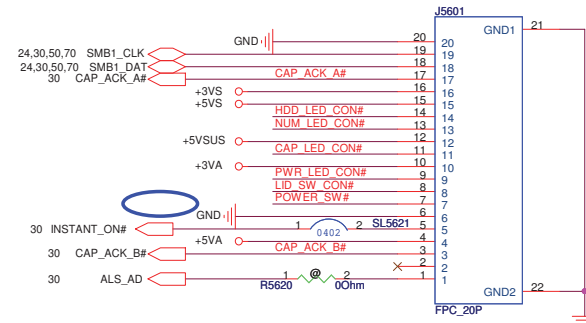 J5601
GND 20 20 GND1 21
24,30,50,70 SMB1_CLK 19 19
24,30,50,70 SMB1_DAT 18 18
30 CAP_ACK_A# CAP_ACK_A# 17 17
+3VS 16 16
+5VS 15 15
HDD_LED_CON# 14 14
NUM_LED_CON# 13 13
+5VSUS 12 12
CAP_LED_CON# 11 11
+3VA 10 10
PWR_LED_CON# 9 9
LID_SW_CON# 8 8
POWER_SW# 7 7
GND 6 6
30 INSTANT_ON# 1 0402 2 SL5621 5 5
+5VA 4 4
30 CAP_ACK_B# CAP_ACK_B# 3 3
2 2
30 ALS_AD 1 @ 2 1 1
R5620 0Ohm GND2 22
FPC_20P